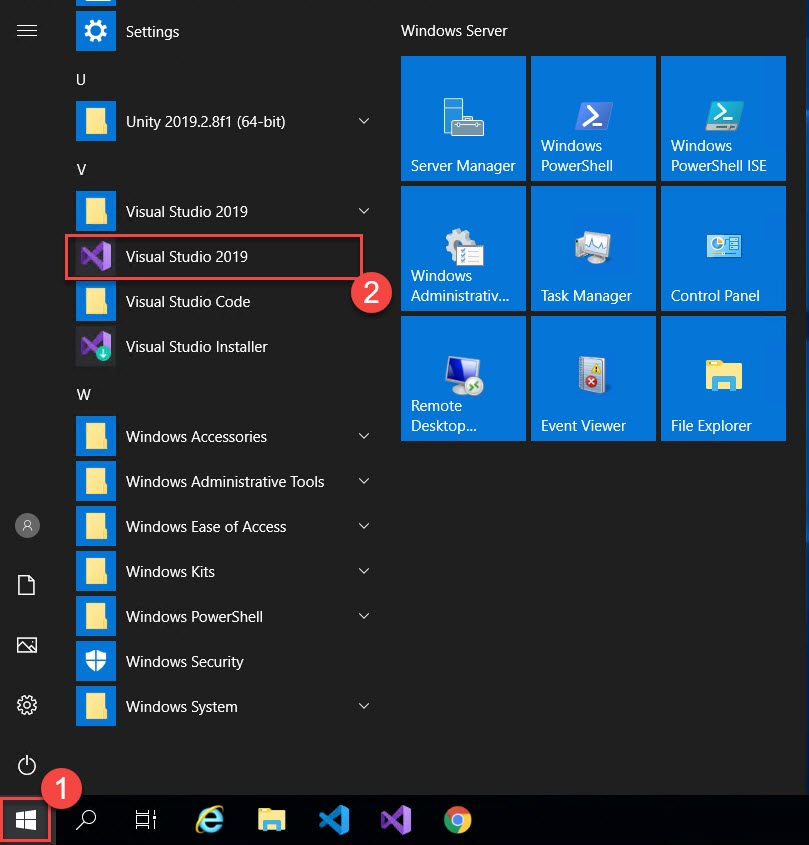 Settings
U
Unity 2019.2.8f1 (64-bit)
V
Visual Studio 2019
Visual Studio 2019
2
Visual Studio Code
Visual Studio Installer
W
Windows Accessories
Windows Administrative Tools
Windows Ease of Access
Windows Kits
Windows PowerShell
Windows Security
Windows System
1
Windows Server
Server Manager
Windows
PowerShell
Windows
PowerShell ISE
Windows
Administrativ...
Task Manager
Control Panel
Remote
Desktop...
Event Viewer
File Explorer